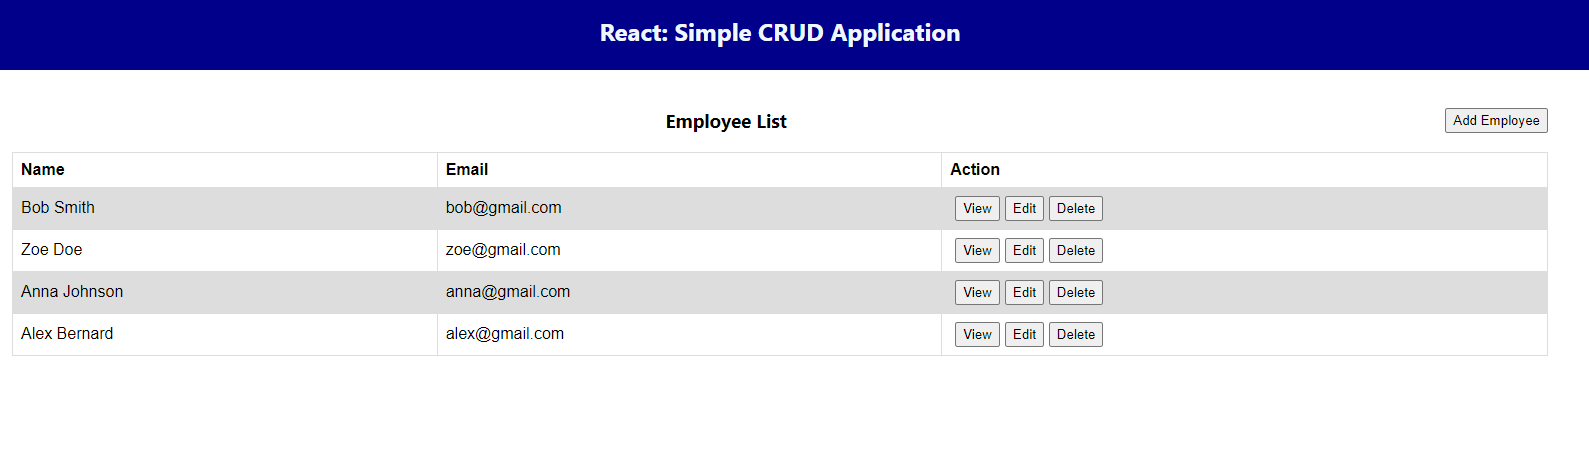 React: Simple CRUD Application
Employee List Add Employee
Name Email Action
Bob Smith bob@gmail.com View Edit Delete
Zoe Doe zoe@gmail.com View Edit Delete
Anna Johnson anna@gmail.com View Edit Delete
Alex Bernard alex@gmail.com View Edit Delete